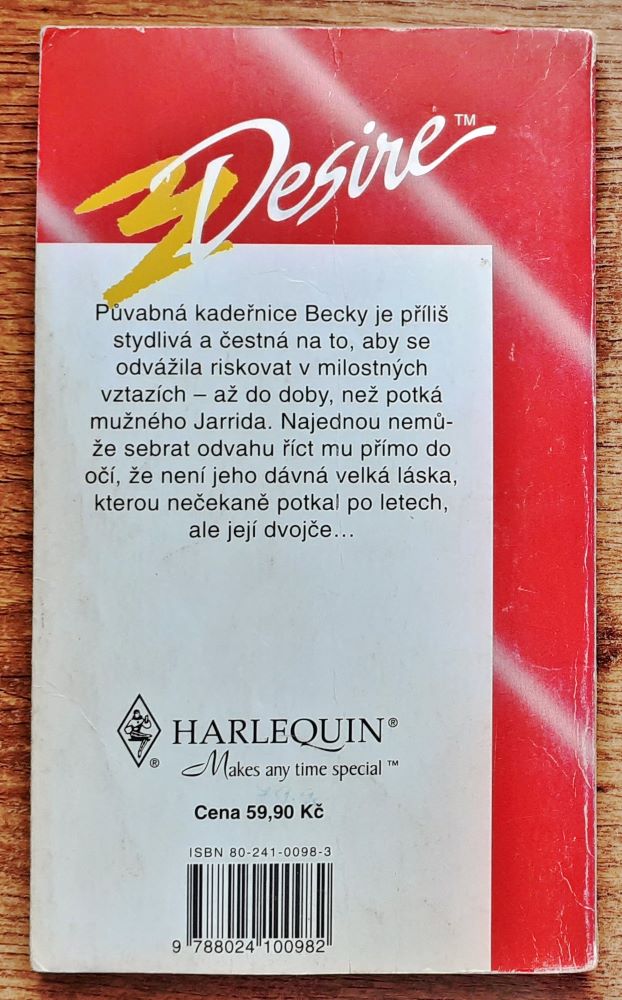 Desire™
Půvabná kadeřnice Becky je příliš
stydlivá a čestná na to, aby se
odvážila riskovat v milostných
vztazích – až do doby, než potká
mužného Jarrida. Najednou nemů-
že sebrat odvahu říct mu přímo do
očí, že není jeho dávná velká láska,
kterou nečekaně potkal po letech,
ale její dvojče...
HARLEQUIN®
®
Makes any time special™
Cena 59,90 Kč
ISBN 80-241-0098-3
9 788024 100982